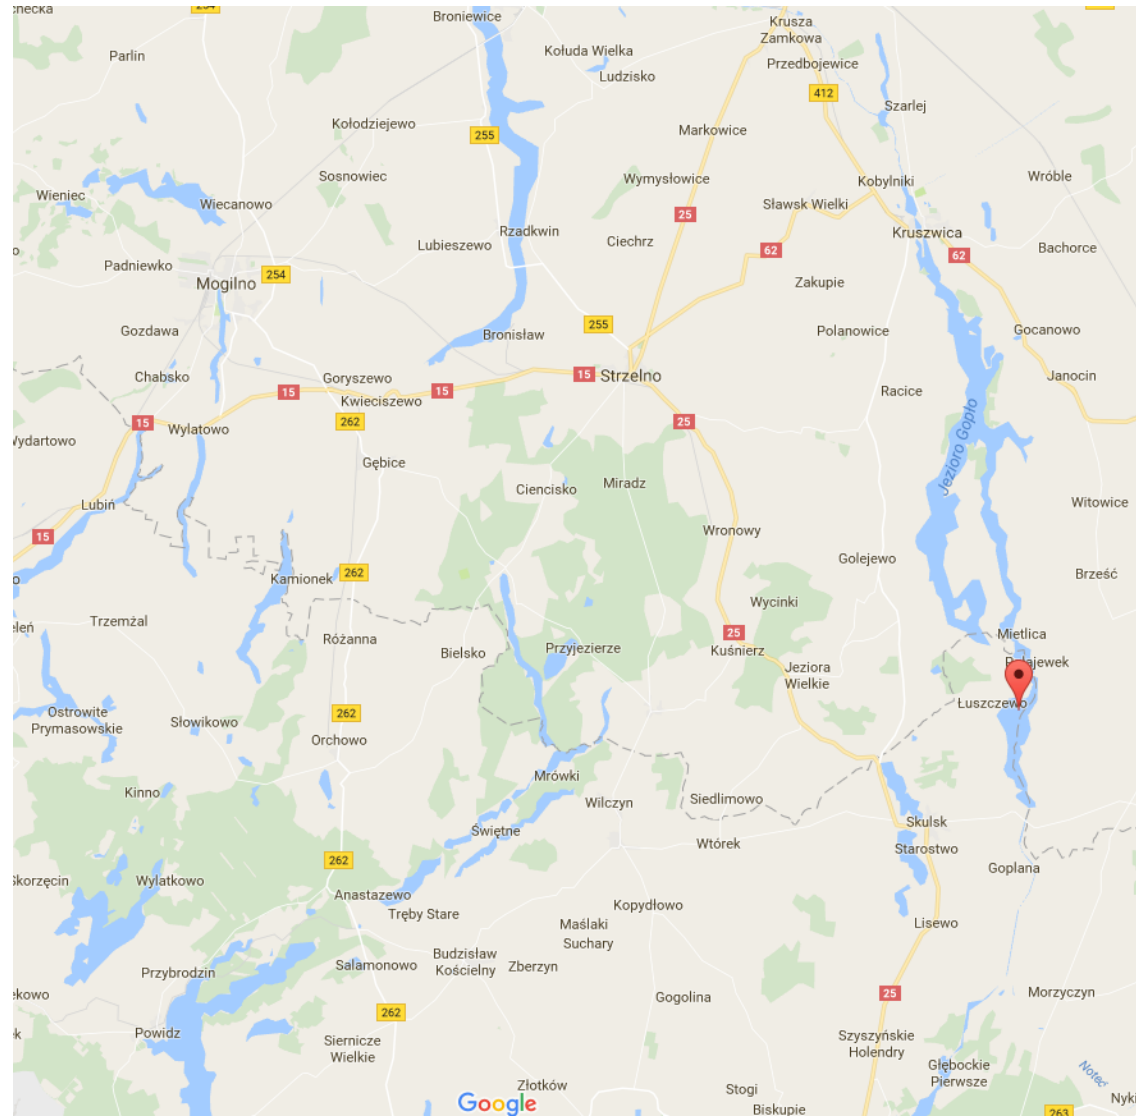 254
Broniewice
Krusza
Zamkowa
Parlin
Kołuda Wielka
Przedbojewice
Ludzisko
412
Szarlej
Kołodziejewo
255
Markowice
Sosnowiec
Wymysłowice
Kobylniki
Wróble
Wieniec
Wiecanowo
25
Sławsk Wielki
Rzadkwin
Kruszwica
Lubieszewo
Ciechrz
62
62
Bachorce
Padniewko
254
Mogilno
Zakupie
Gozdawa
Bronisław
255
Polanowice
Gocanowo
Chabsko
Goryszewo
15
Strzelno
Janocin
15
Kwieciszewo
15
Racice
15
262
25
Wylatowo
Wydartowo
Jezioro Gopło
Gębice
Ciencisko
Miradz
Lubiń
Witowice
15
Wronowy
Golejewo
262
Kamionek
Brześć
Wycinki
Trzemżal
Różanna
25
Mietlica
Bielsko
Przyjezierze
Kuśnierz
Jeziora
Wielkie
Łuszczewo
Ostrowite
Prymasowskie
262
Słowikowo
Orchowo
Mrówki
Kinno
Wilczyn
Siedlimowo
Skulsk
Świętne
Wtórek
Starostwo
262
Goplana
Skorzęcin
Wylatkowo
Anastazewo
Kopydłowo
Tręby Stare
Maślaki
Suchary
Lisewo
Budzisław
Kościelny
Salamonowo
Zberzyn
Przybrodzin
Gogolina
25
Morzyczyn
262
Powidz
Siernicze
Wielkie
Szyszyńskie
Holendry
Głębockie
Pierwsze
Noteć
Złotków
Stogi
Google
Biskupie
263